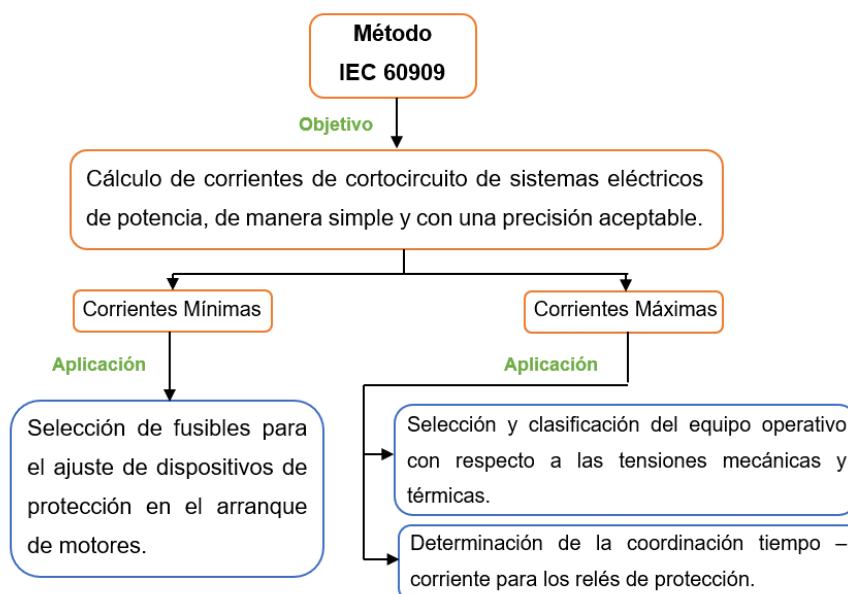 Método
IEC 60909
Objetivo
Cálculo de corrientes de cortocircuito de sistemas eléctricos
de potencia, de manera simple y con una precisión aceptable.
Corrientes Mínimas
Corrientes Máximas
Aplicación
Aplicación
Selección de fusibles para
el ajuste de dispositivos de
protección en el arranque
de motores.
Selección y clasificación del equipo operativo
con respecto a las tensiones mecánicas y
térmicas.
Determinación de la coordinación tiempo –
corriente para los relés de protección.